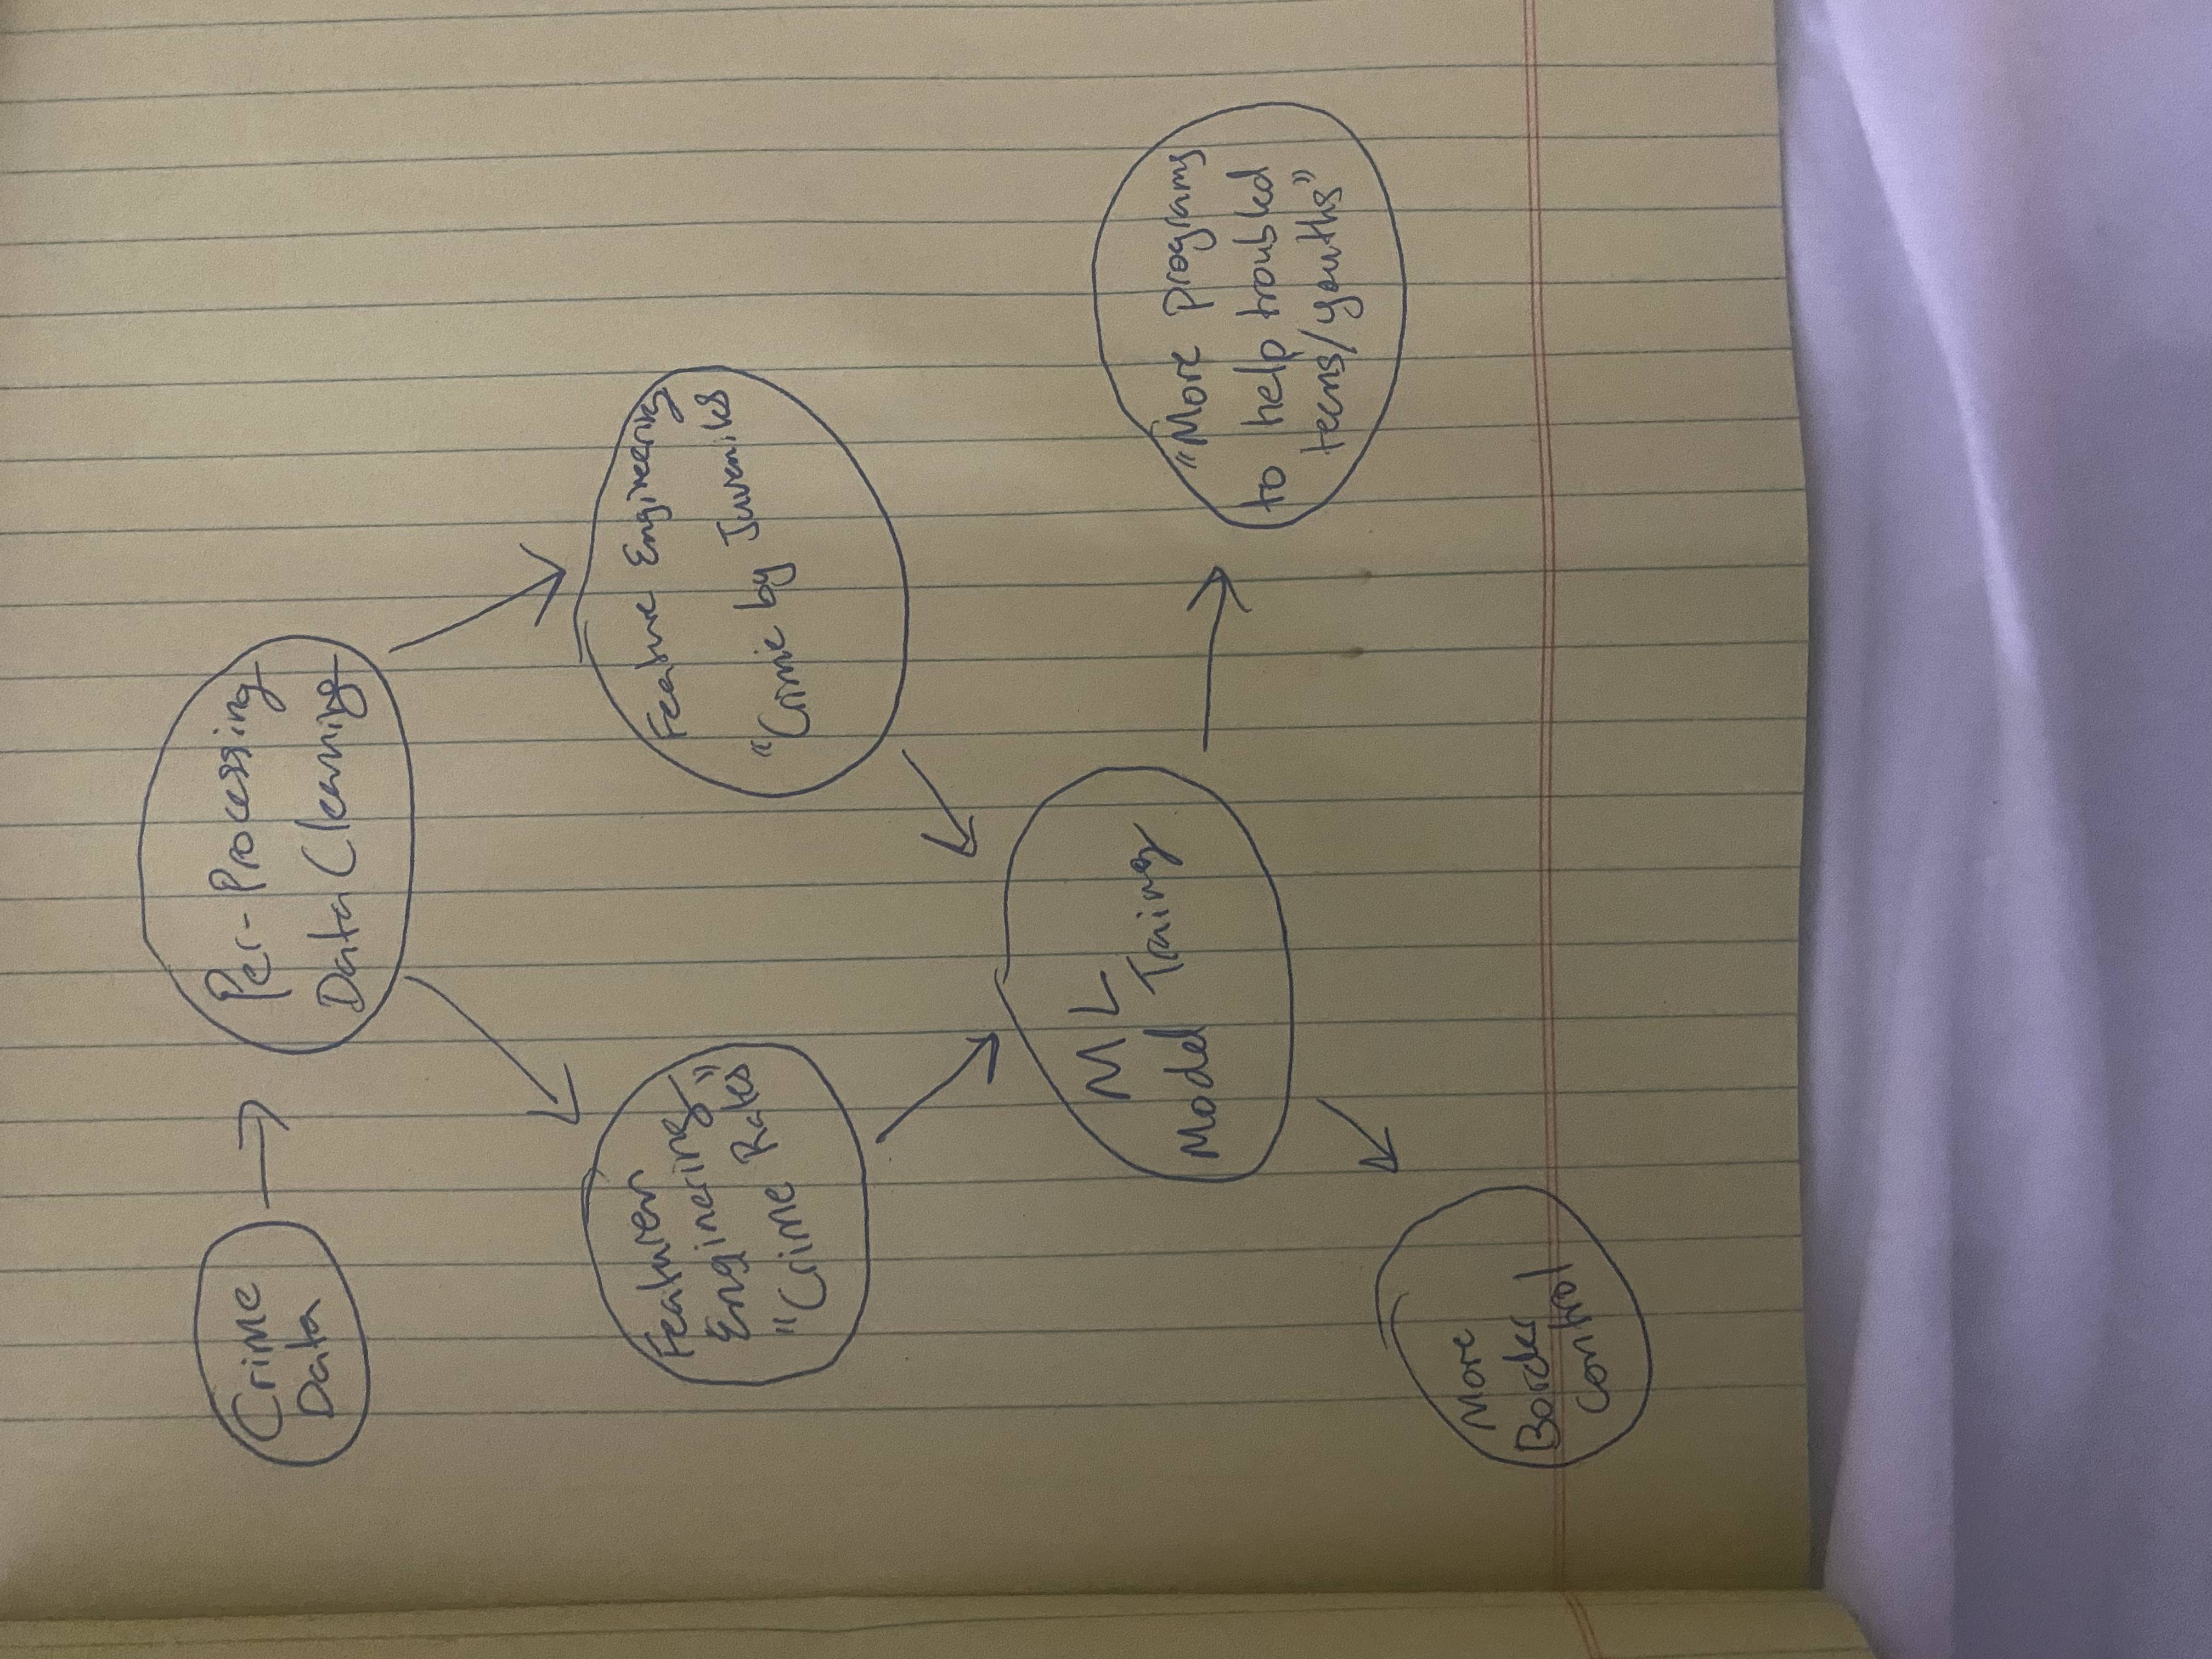 Crime
Data
Per-Processing
Data Cleaning
Featuren
Enginering
"Crime Rates"
Feature Engineering
"Crime by Juveniles
ML
Model Traing
"More programs
to help troubled
teens/youths"
More
Border
control